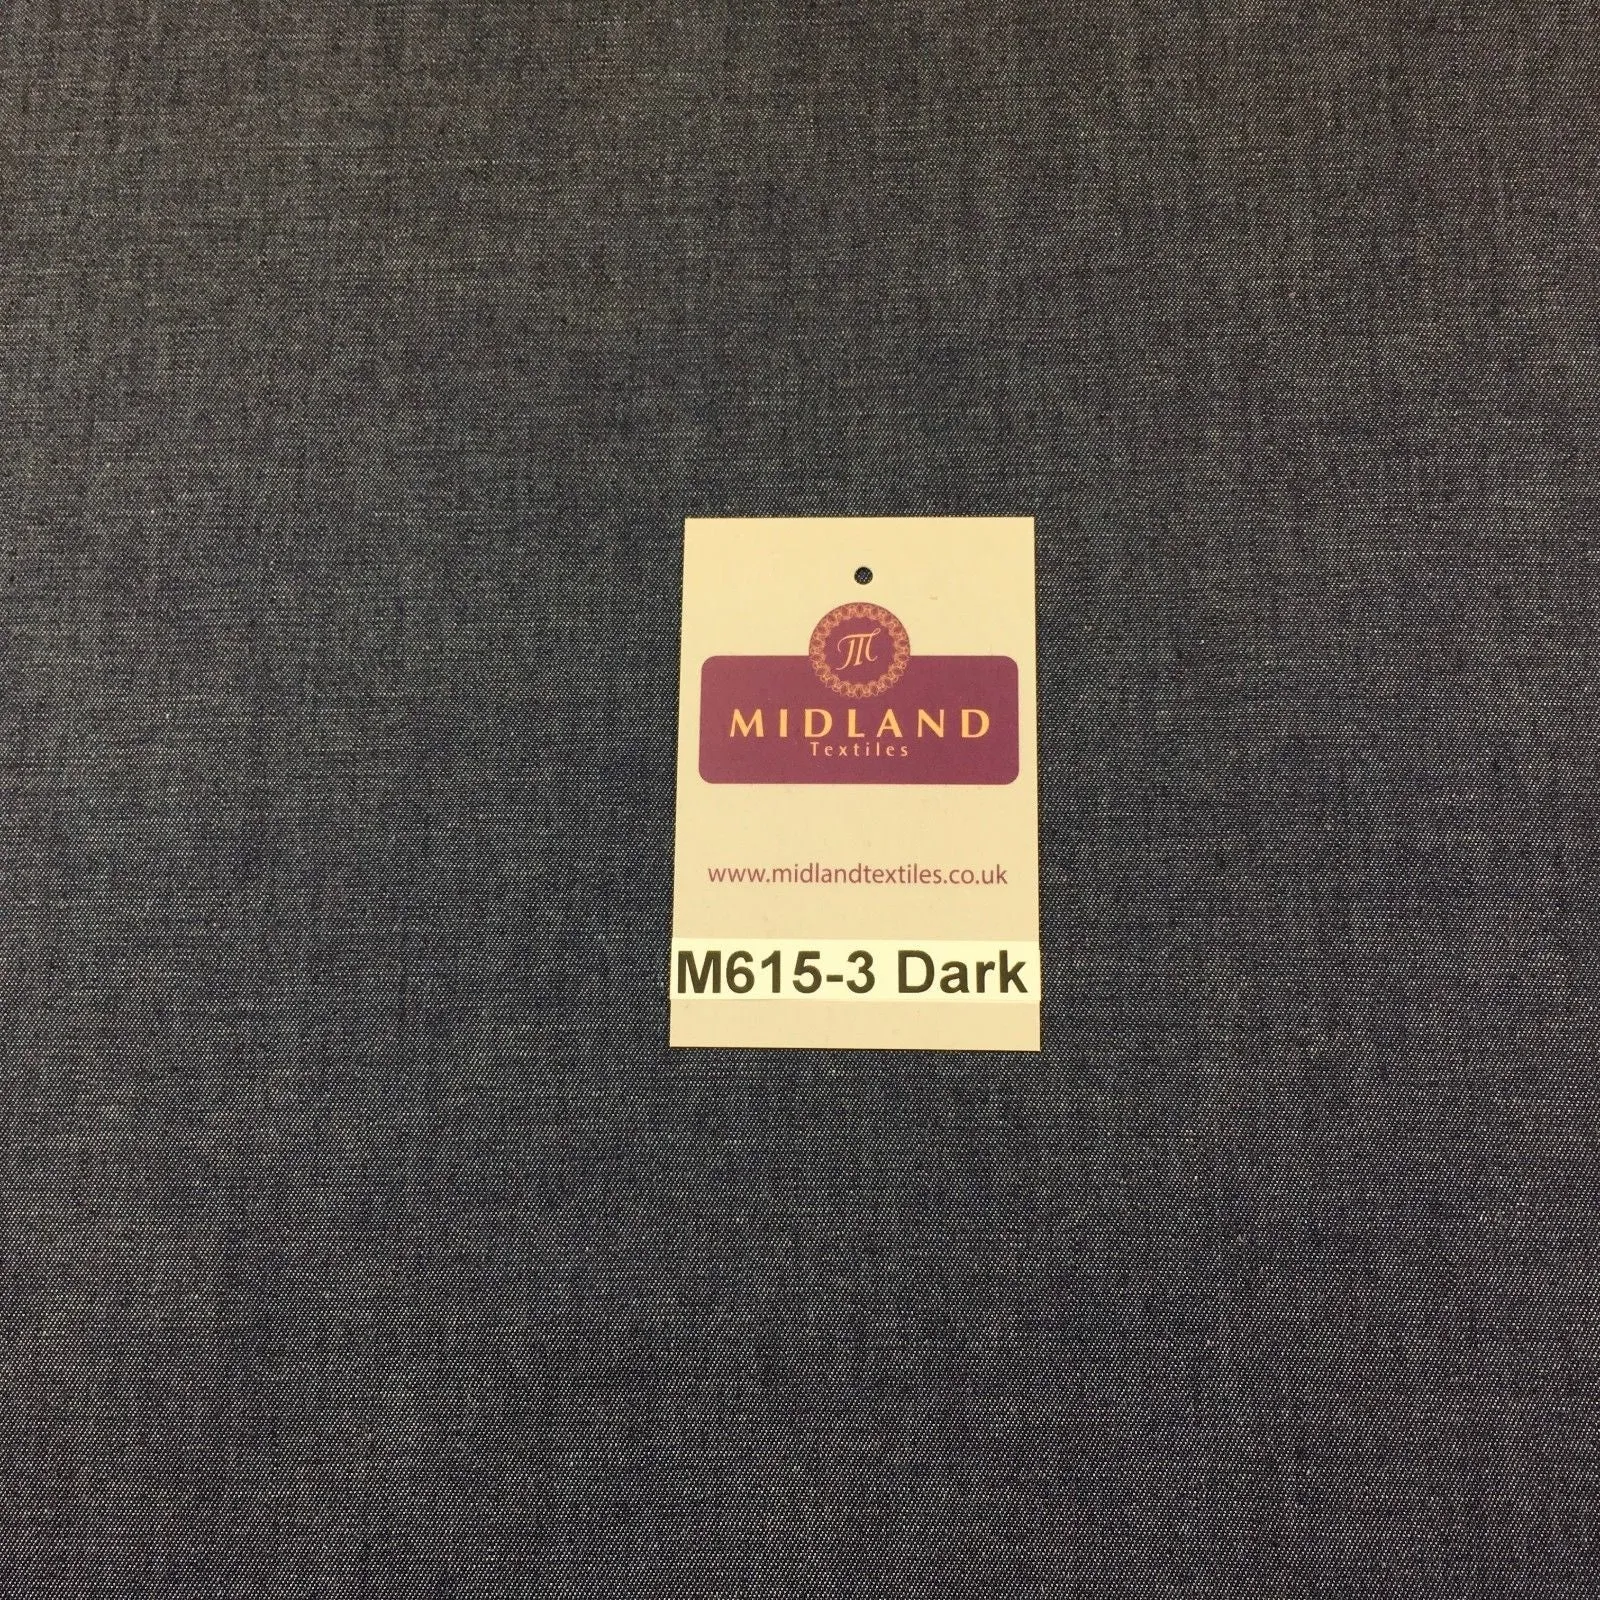 M
MIDLAND
Textiles
www.midlandtextiles.co.uk
M615-3 Dark